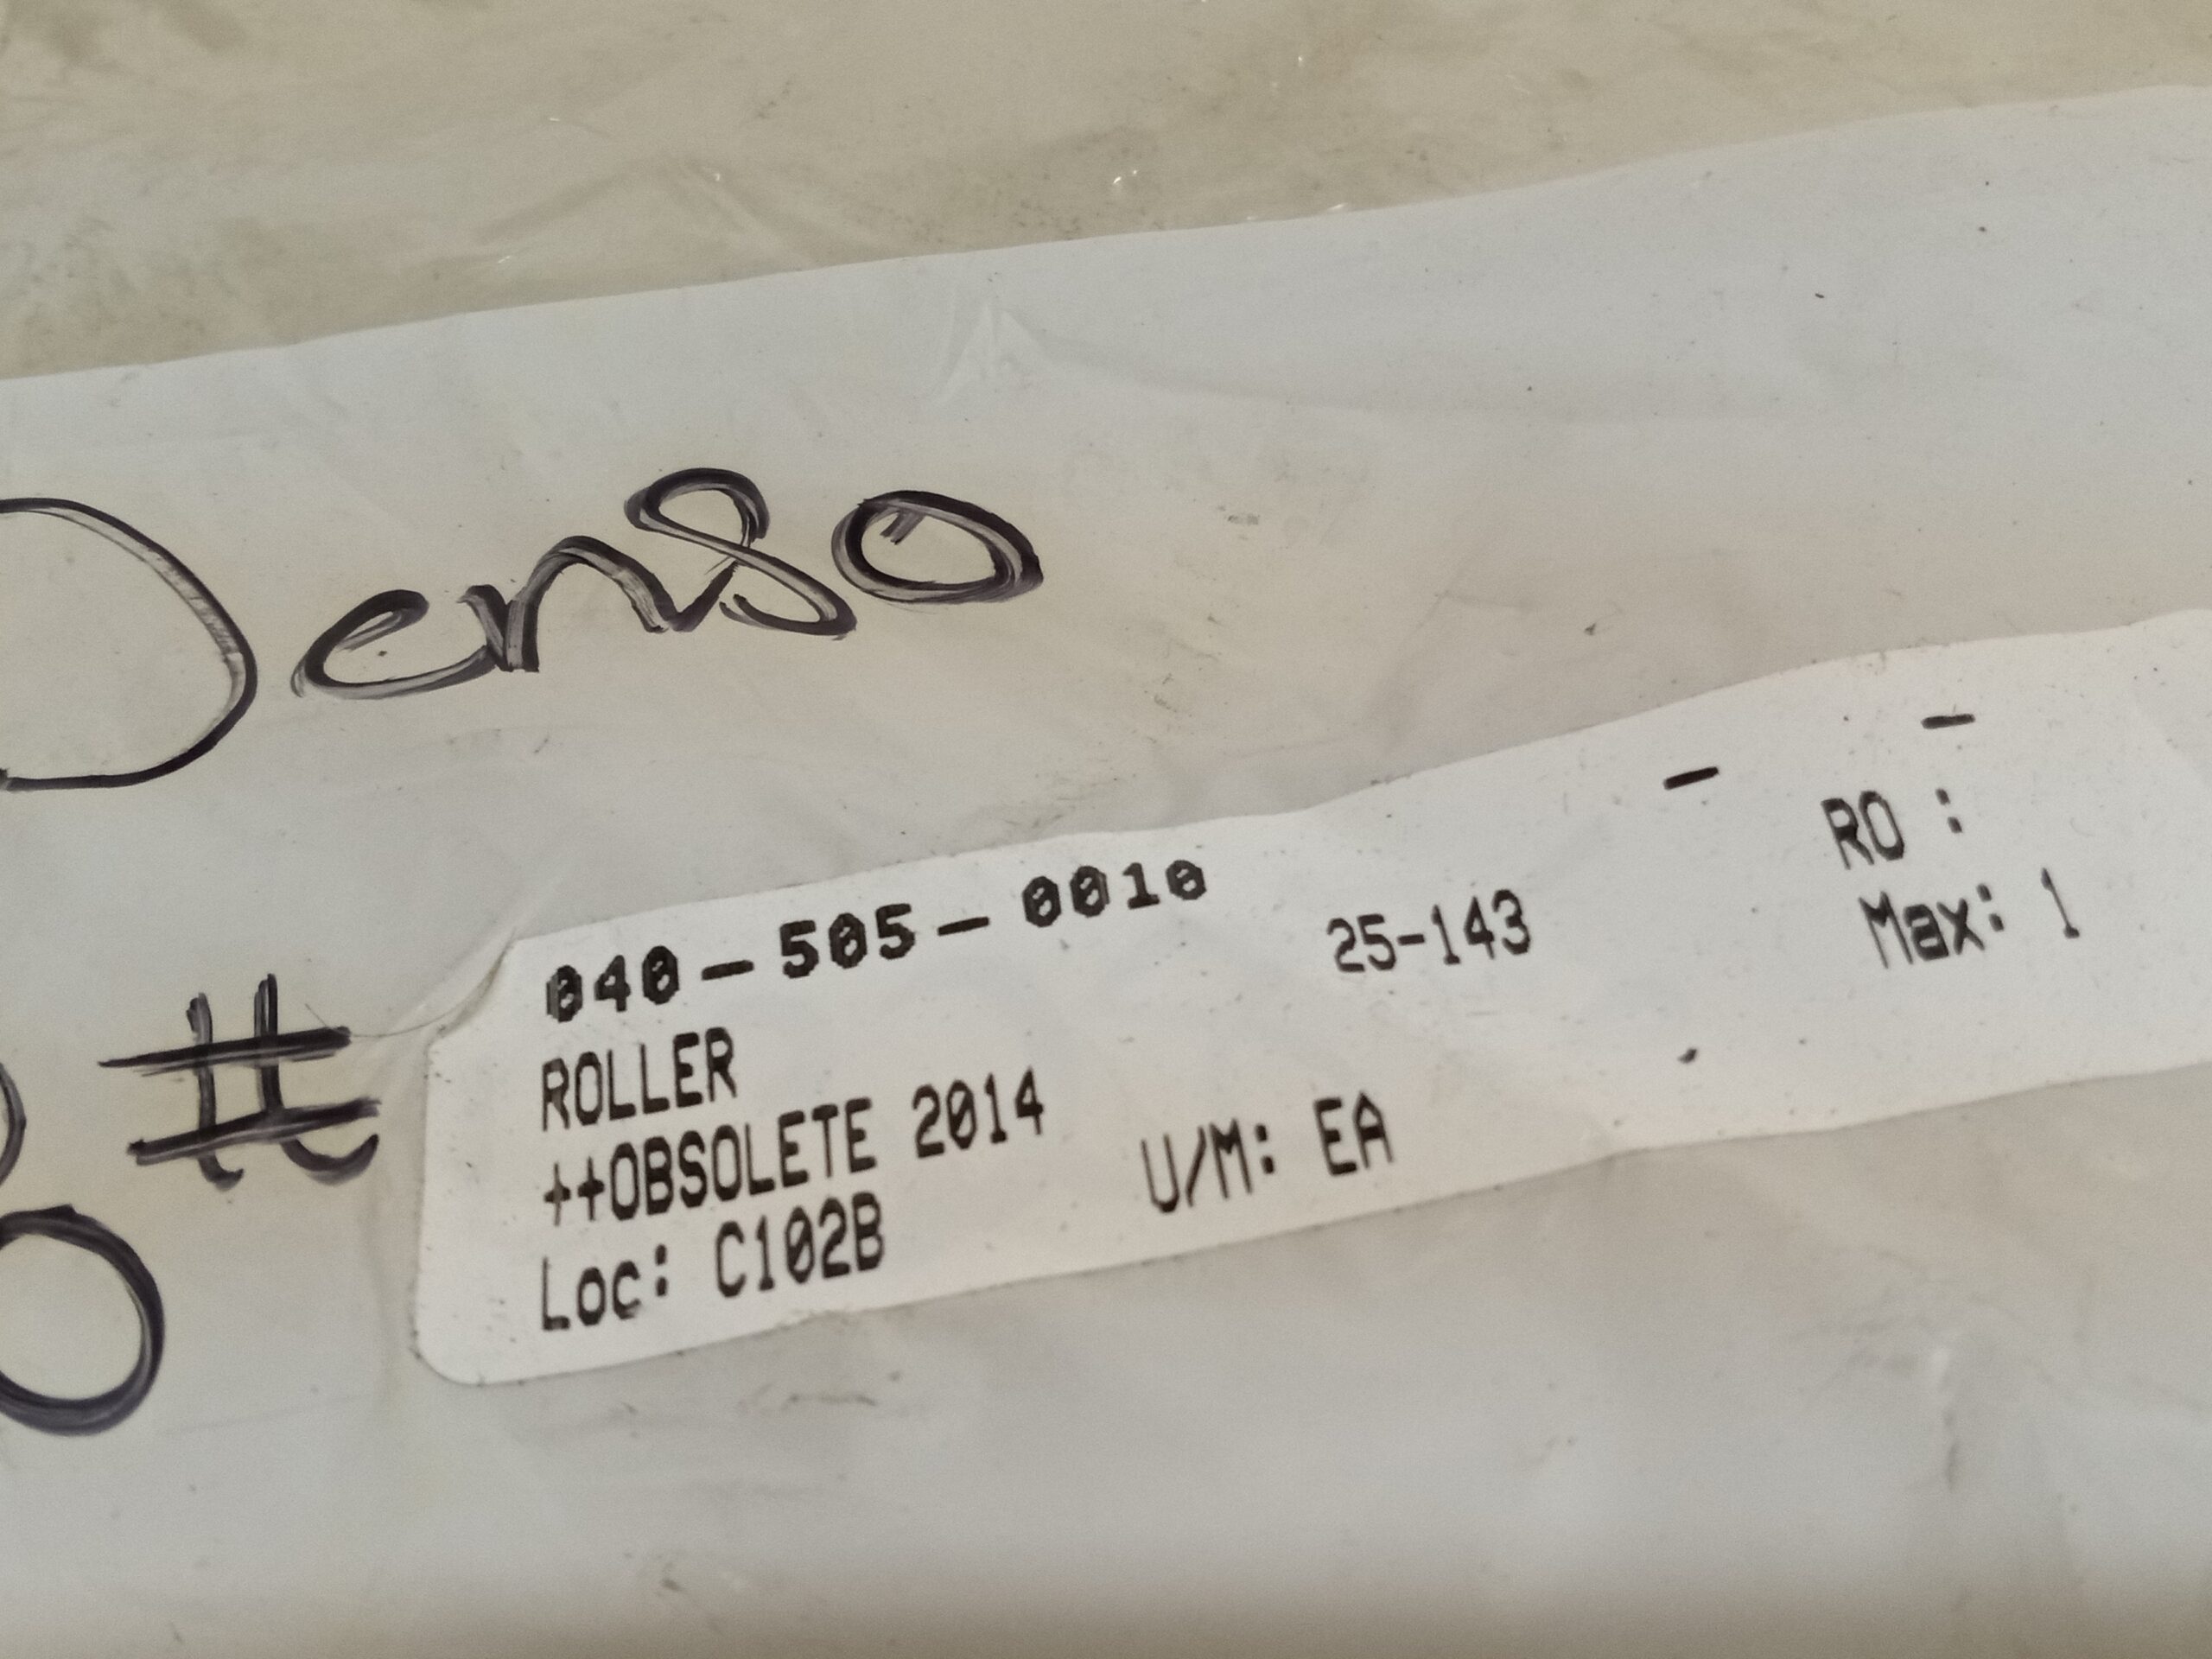 Denso
#
040-505-0010 - -
ROLLER 25-143 RO :
++OBSOLETE 2014 Max: 1
Loc: C102B U/M: EA